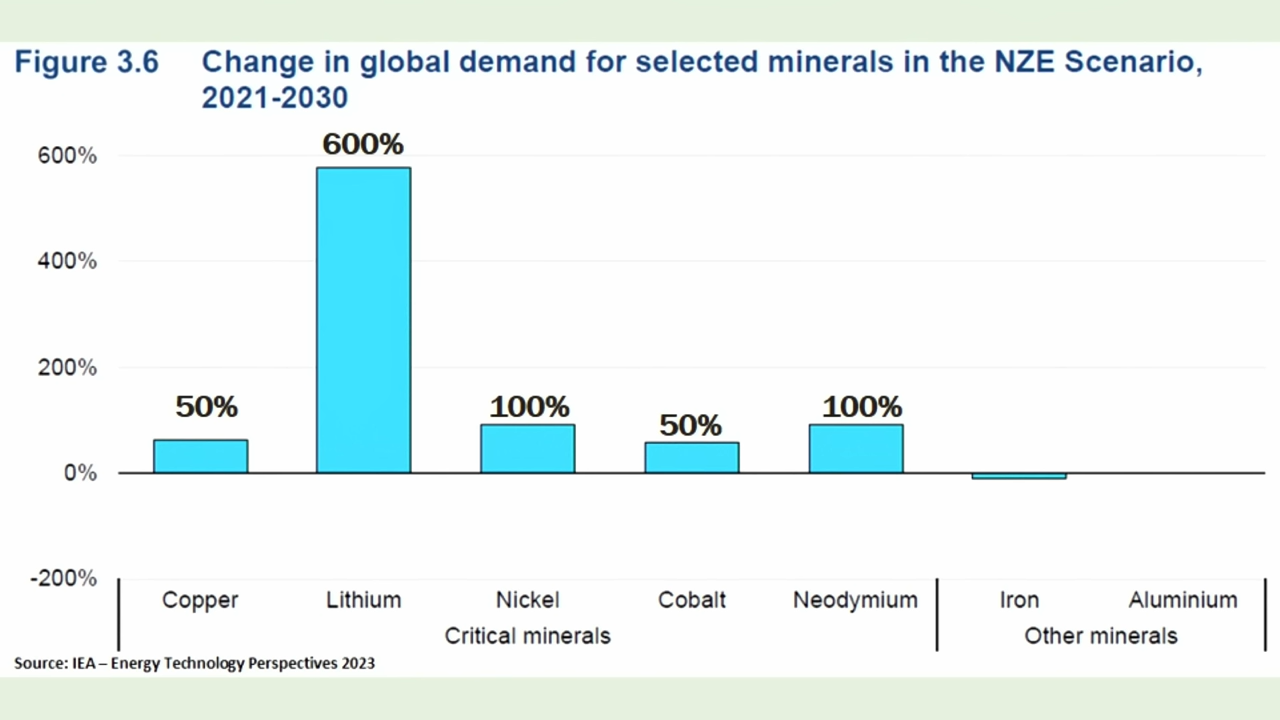 Figure 3.6 Change in global demand for selected minerals in the NZE Scenario,
2021-2030
600%
600%
400%
200%
50%
100%
50%
100%
0%
-200%
Copper Lithium Nickel Cobalt Neodymium Iron Aluminium
Critical minerals Other minerals
Source: IEA – Energy Technology Perspectives 2023